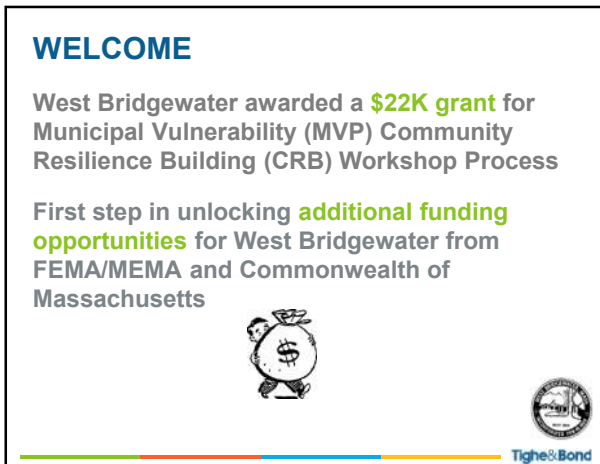 WELCOME
West Bridgewater awarded a $22K grant for
Municipal Vulnerability (MVP) Community
Resilience Building (CRB) Workshop Process
First step in unlocking additional funding
opportunities for West Bridgewater from
FEMA/MEMA and Commonwealth of
Massachusetts
$
Tighe&Bond